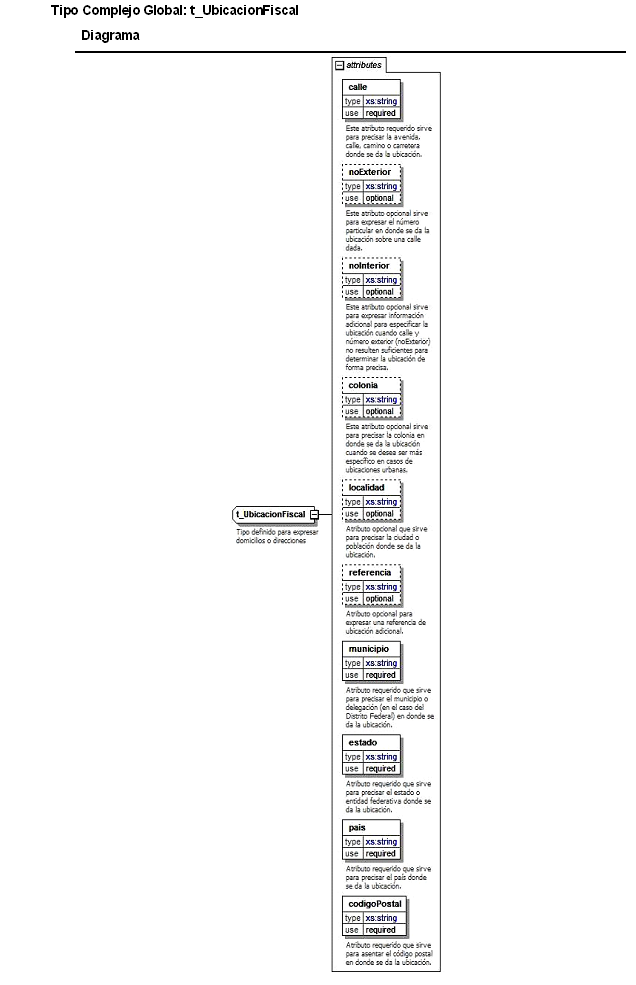 Tipo Complejo Global: t_UbicacionFiscal
Diagrama
attributes
calle
type xs:string
use required
Este atributo requerido sirve
para precisar la avenida,
calle, camino o carretera
donde se da la ubicación.
noExterior
type xs:string
use optional
Este atributo opcional sirve
para expresar el número
particular en donde se da la
ubicación sobre una calle
dada.
noInterior
type xs:string
use optional
Este atributo opcional sirve
para expresar información
adicional para especificar la
ubicación cuando calle y
número exterior (noExterior)
no resulten suficientes para
determinar la ubicación de
forma precisa.
colonia
type xs:string
use optional
Este atributo opcional sirve
para precisar la colonia en
donde se da la ubicación
cuando se desea ser más
específico en casos de
ubicaciones urbanas.
localidad
type xs:string
use optional
Atributo opcional que sirve
para precisar la ciudad o
población donde se da la
ubicación.
t_UbicacionFiscal
Tipo definido para expresar
domicilios o direcciones
referencia
type xs:string
use optional
Atributo opcional para
expresar una referencia de
ubicación adicional.
municipio
type xs:string
use required
Atributo requerido que sirve
para precisar el municipio o
delegación (en el caso del
Distrito Federal) en donde se
da la ubicación.
estado
type xs:string
use required
Atributo requerido que sirve
para precisar el estado o
entidad federativa donde se
da la ubicación.
pais
type xs:string
use required
Atributo requerido que sirve
para precisar el país donde
se da la ubicación.
codigoPostal
type xs:string
use required
Atributo requerido que sirve
para asentar el código postal
en donde se da la ubicación.